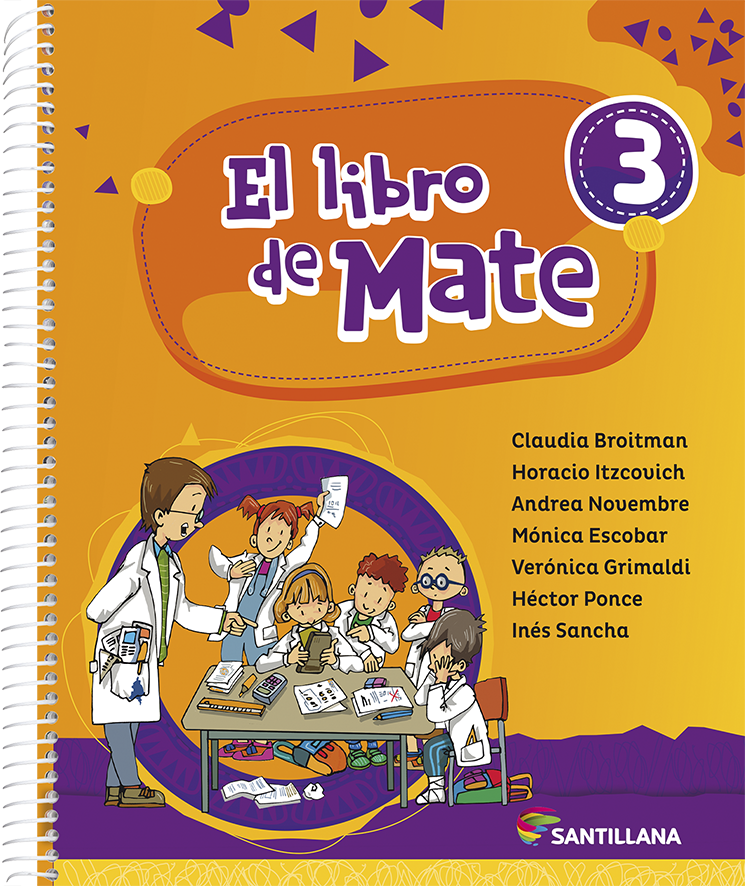 El libro
de Mate
3
Claudia Broitman
Horacio Itzcovich
Andrea Novembre
Mónica Escobar
Verónica Grimaldi
Héctor Ponce
Inés Sancha
SANTILLANA